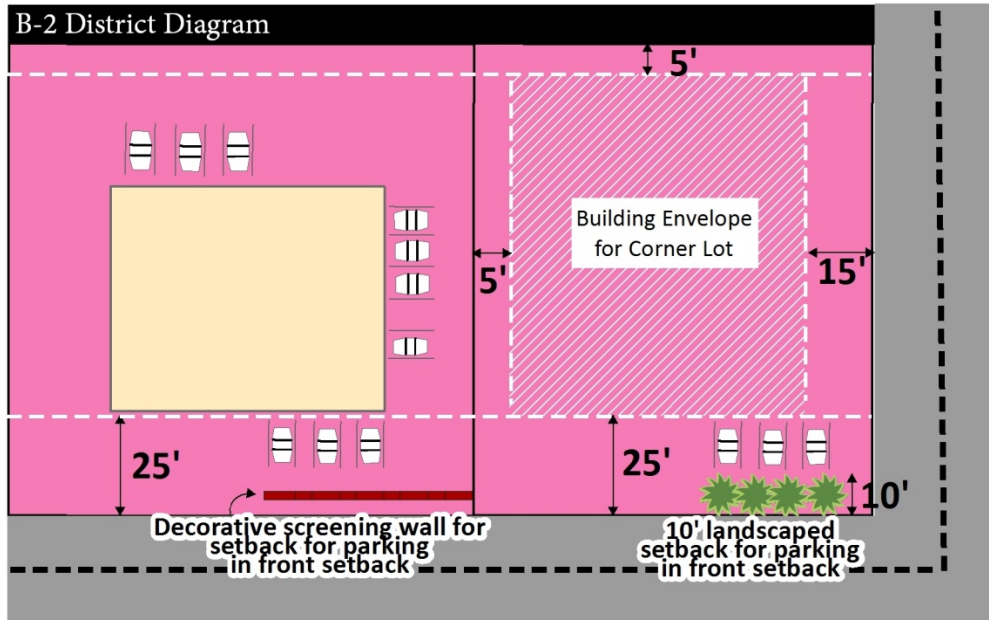 B-2 District Diagram
5'
Building Envelope
for Corner Lot
5'
15'
25'
25'
10'
Decorative screening wall for
setback for parking
in front setback
10' landscaped
setback for parking
in front setback